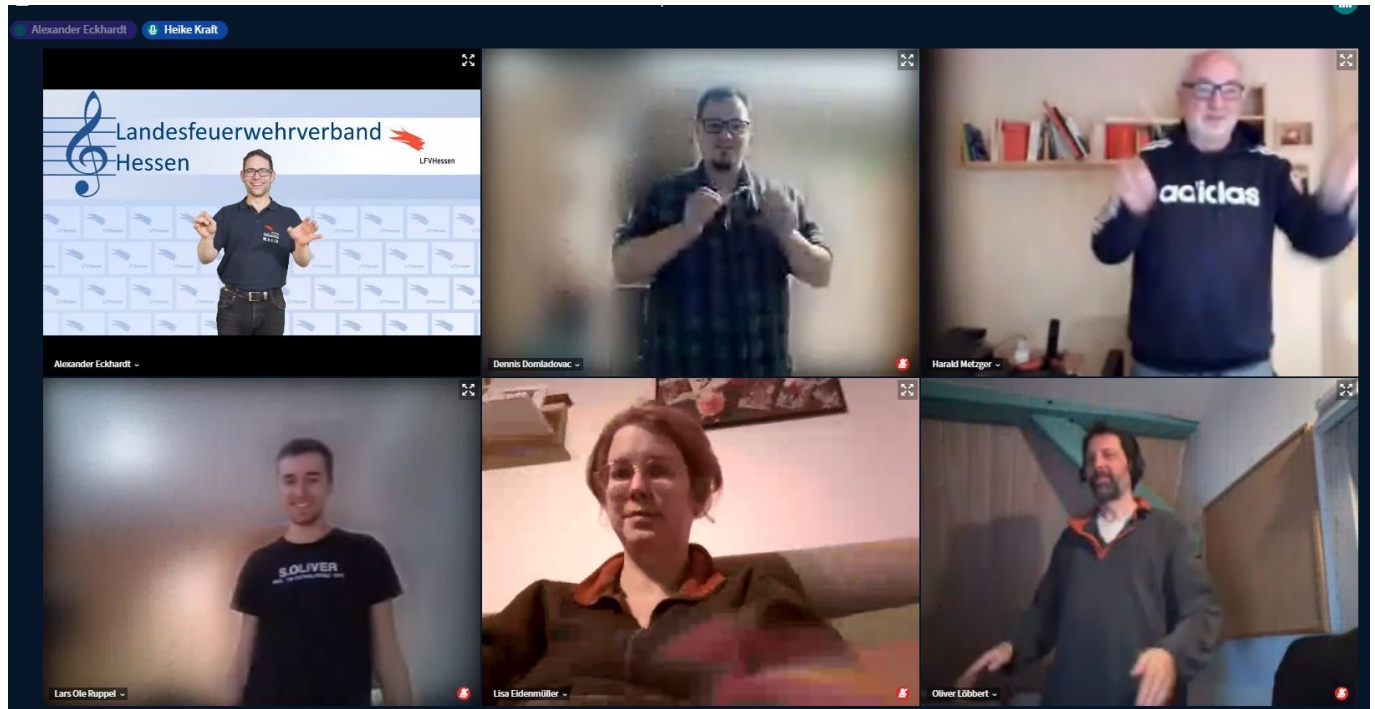 Alexander Eckhardt
Heike Kraft
Landesfeuerwehrverband
Hessen
LFVHessen
adidas
Alexander Eckhardt
Dennis Domladovac
Harald Metzger
S.OLIVER
Lars Ole Ruppel
Lisa Eidenmüller
Oliver Löbbert